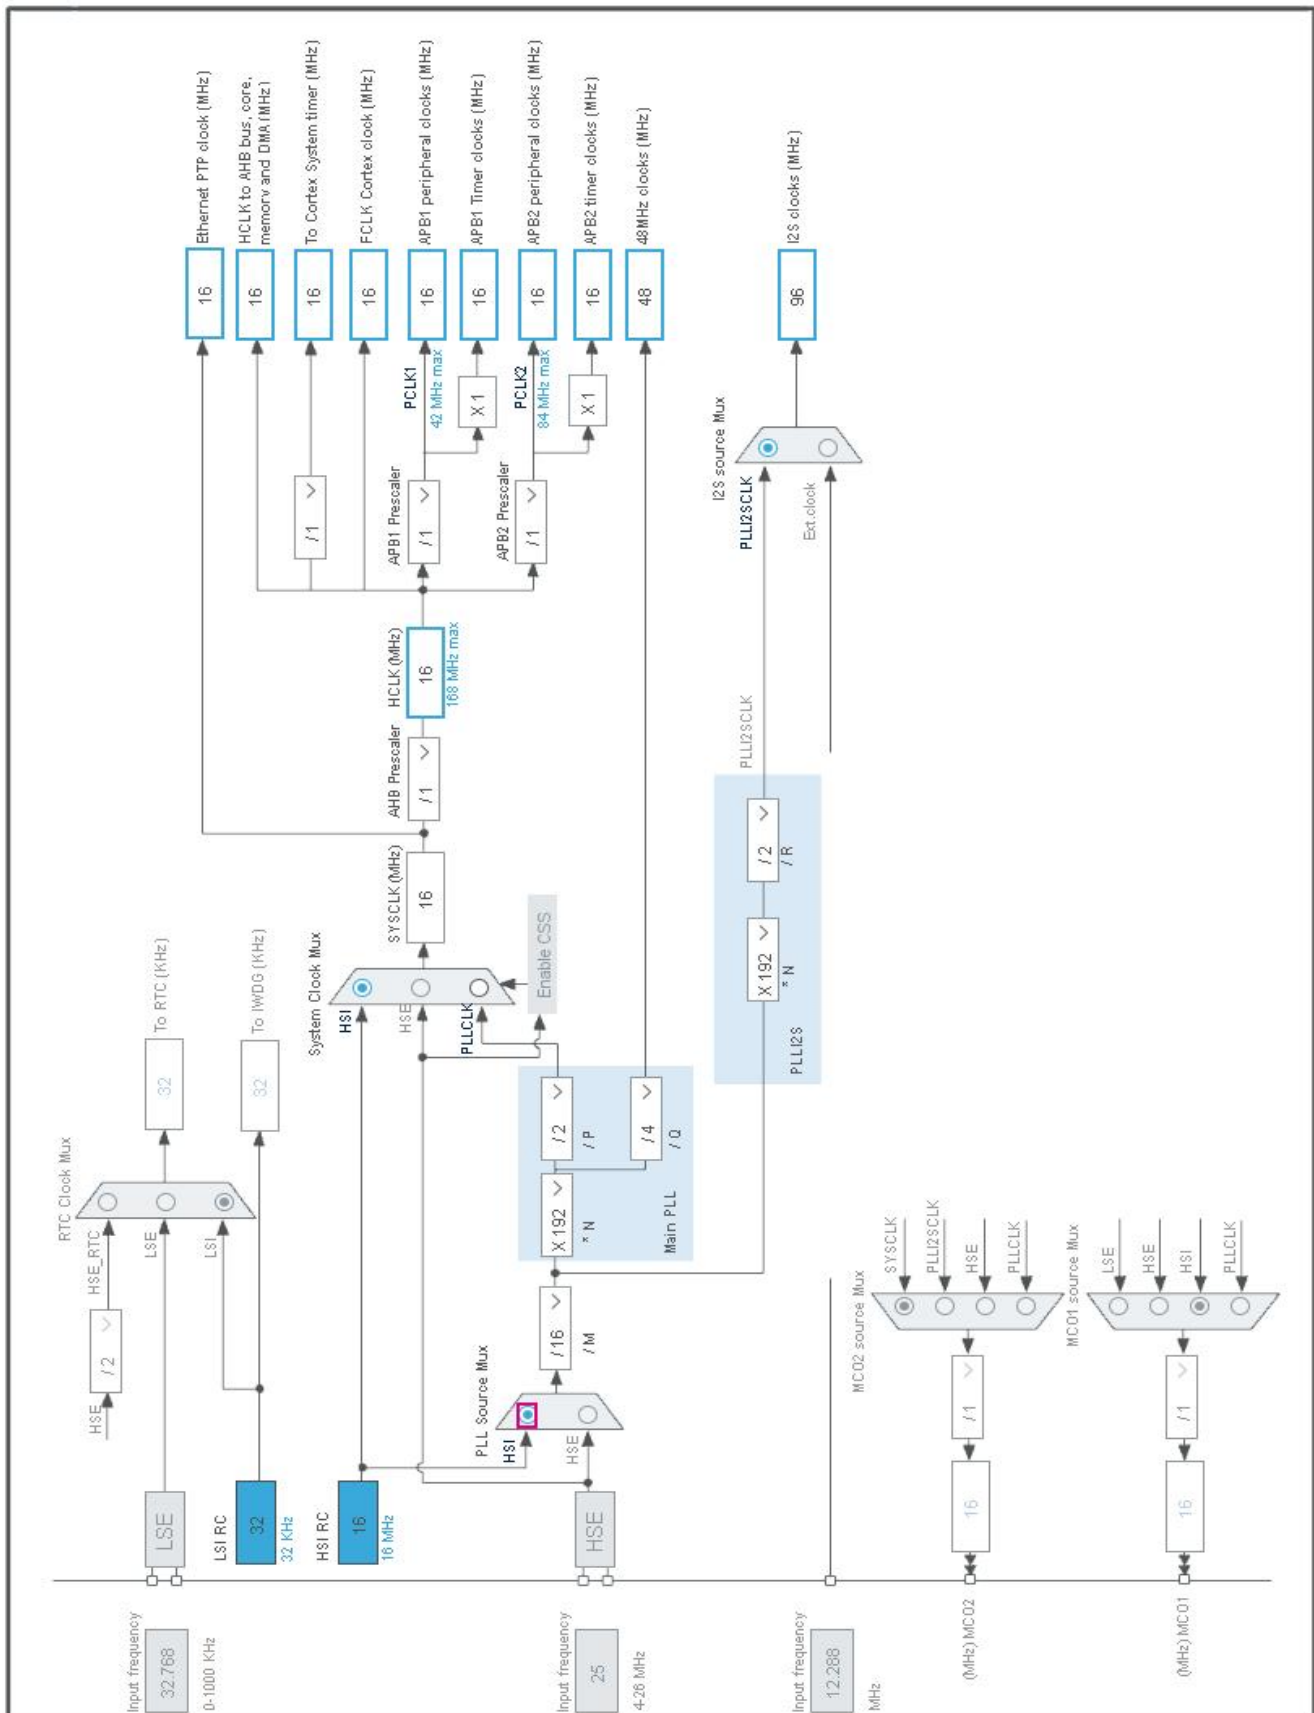 RTC Clock Mux
HSE
/ 2
HSE_RTC
LSE
LSI
32
To RTC (KHz)
32
To IWDG (KHz)
Input frequency
32.768
0-1000 KHz
LSE
LSI RC
32
32 KHz
HSI RC
16
16 MHz
System Clock Mux
HSI
HSE
PLLCLK
Enable CSS
SYSCLK (MHz)
16
AHB Prescaler
/ 1
HCLK (MHz)
16
168 MHz max
/ 1
APB1 Prescaler
/ 1
PCLK1
42 MHz max
X 1
APB2 Prescaler
/ 1
PCLK2
84 MHz max
X 1
16
Ethernet PTP clock (MHz)
16
HCLK to AHB bus, core,
memory and DMA (MHz)
16
To Cortex System timer (MHz)
16
FCLK Cortex clock (MHz)
16
APB1 peripheral clocks (MHz)
16
APB1 Timer clocks (MHz)
16
APB2 peripheral clocks (MHz)
16
APB2 timer clocks (MHz)
48
48MHz clocks (MHz)
PLL Source Mux
HSI
HSE
/ 16
/ M
X 192
* N
/ 2
/ P
/ 4
/ Q
Main PLL
Input frequency
25
4-26 MHz
HSE
X 192
* N
/ 2
/ R
PLLI2S
PLLI2SCLK
I2S source Mux
PLLI2SCLK
Ext.clock
96
I2S clocks (MHz)
Input frequency
12.288
MHz
MCO2 source Mux
SYSCLK
PLLI2SCLK
HSE
PLLCLK
/ 1
16
(MHz) MCO2
MCO1 source Mux
LSE
HSE
HSI
PLLCLK
/ 1
16
(MHz) MCO1